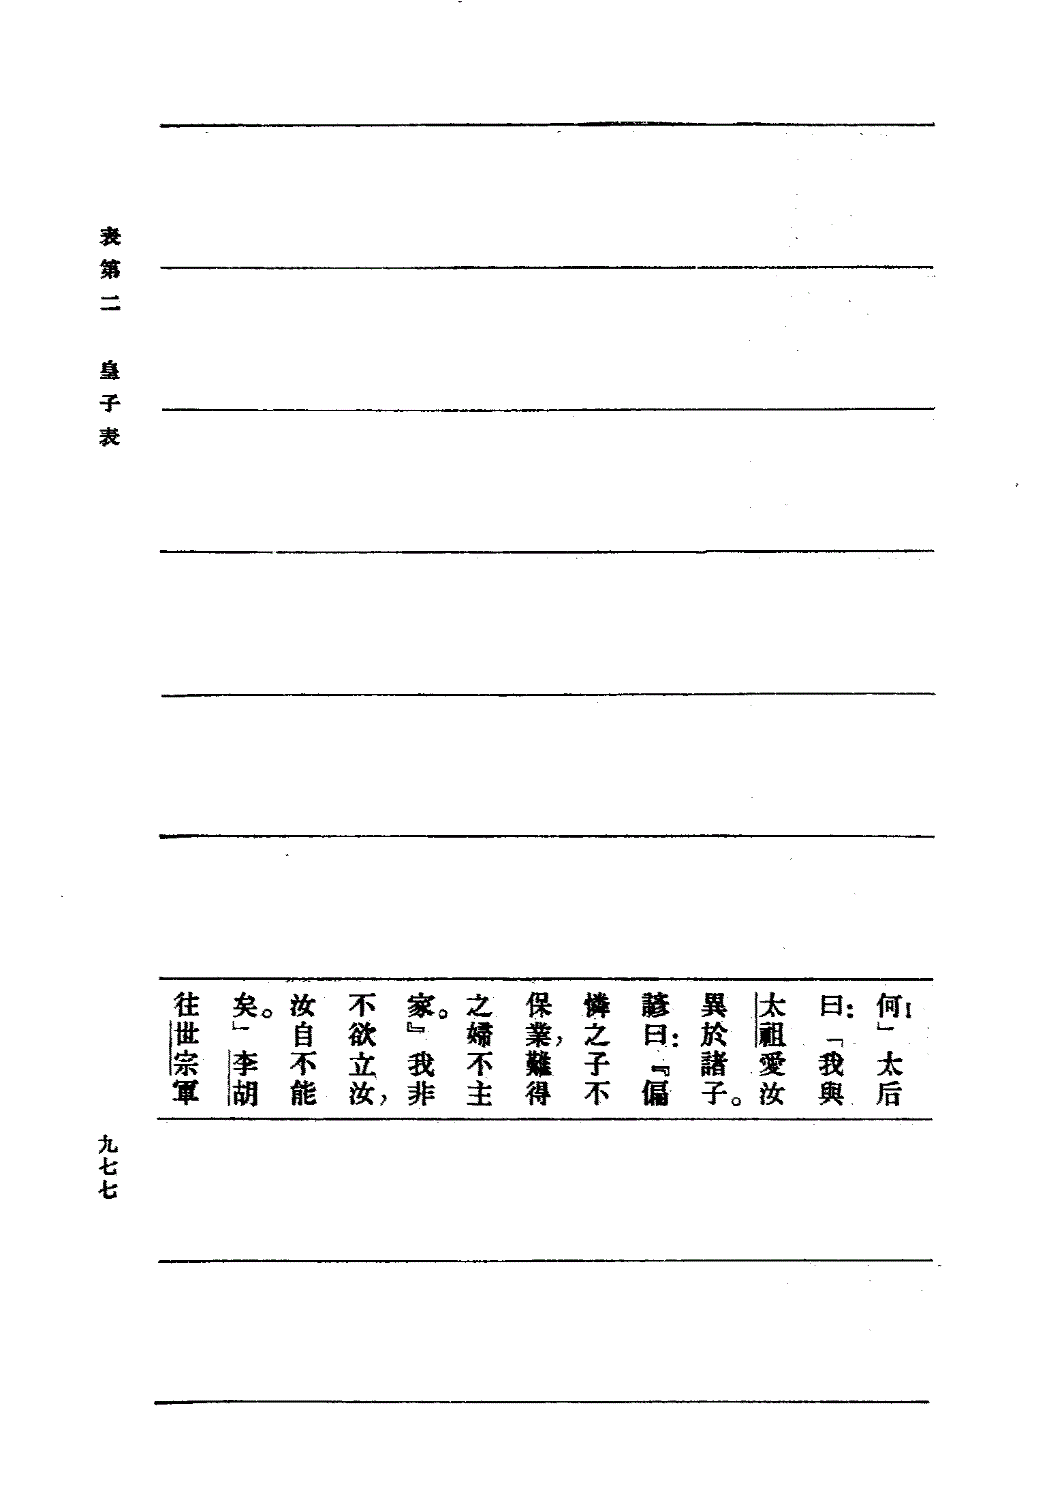 何！」太后
曰：「我與
太祖愛汝
異於諸子。
諺曰：『偏
憐之子不
保業，難得
之婦不主
家。』我非
不欲立汝，
汝自不能
矣。」李胡
往世宗軍
表第二　皇子表
九七七